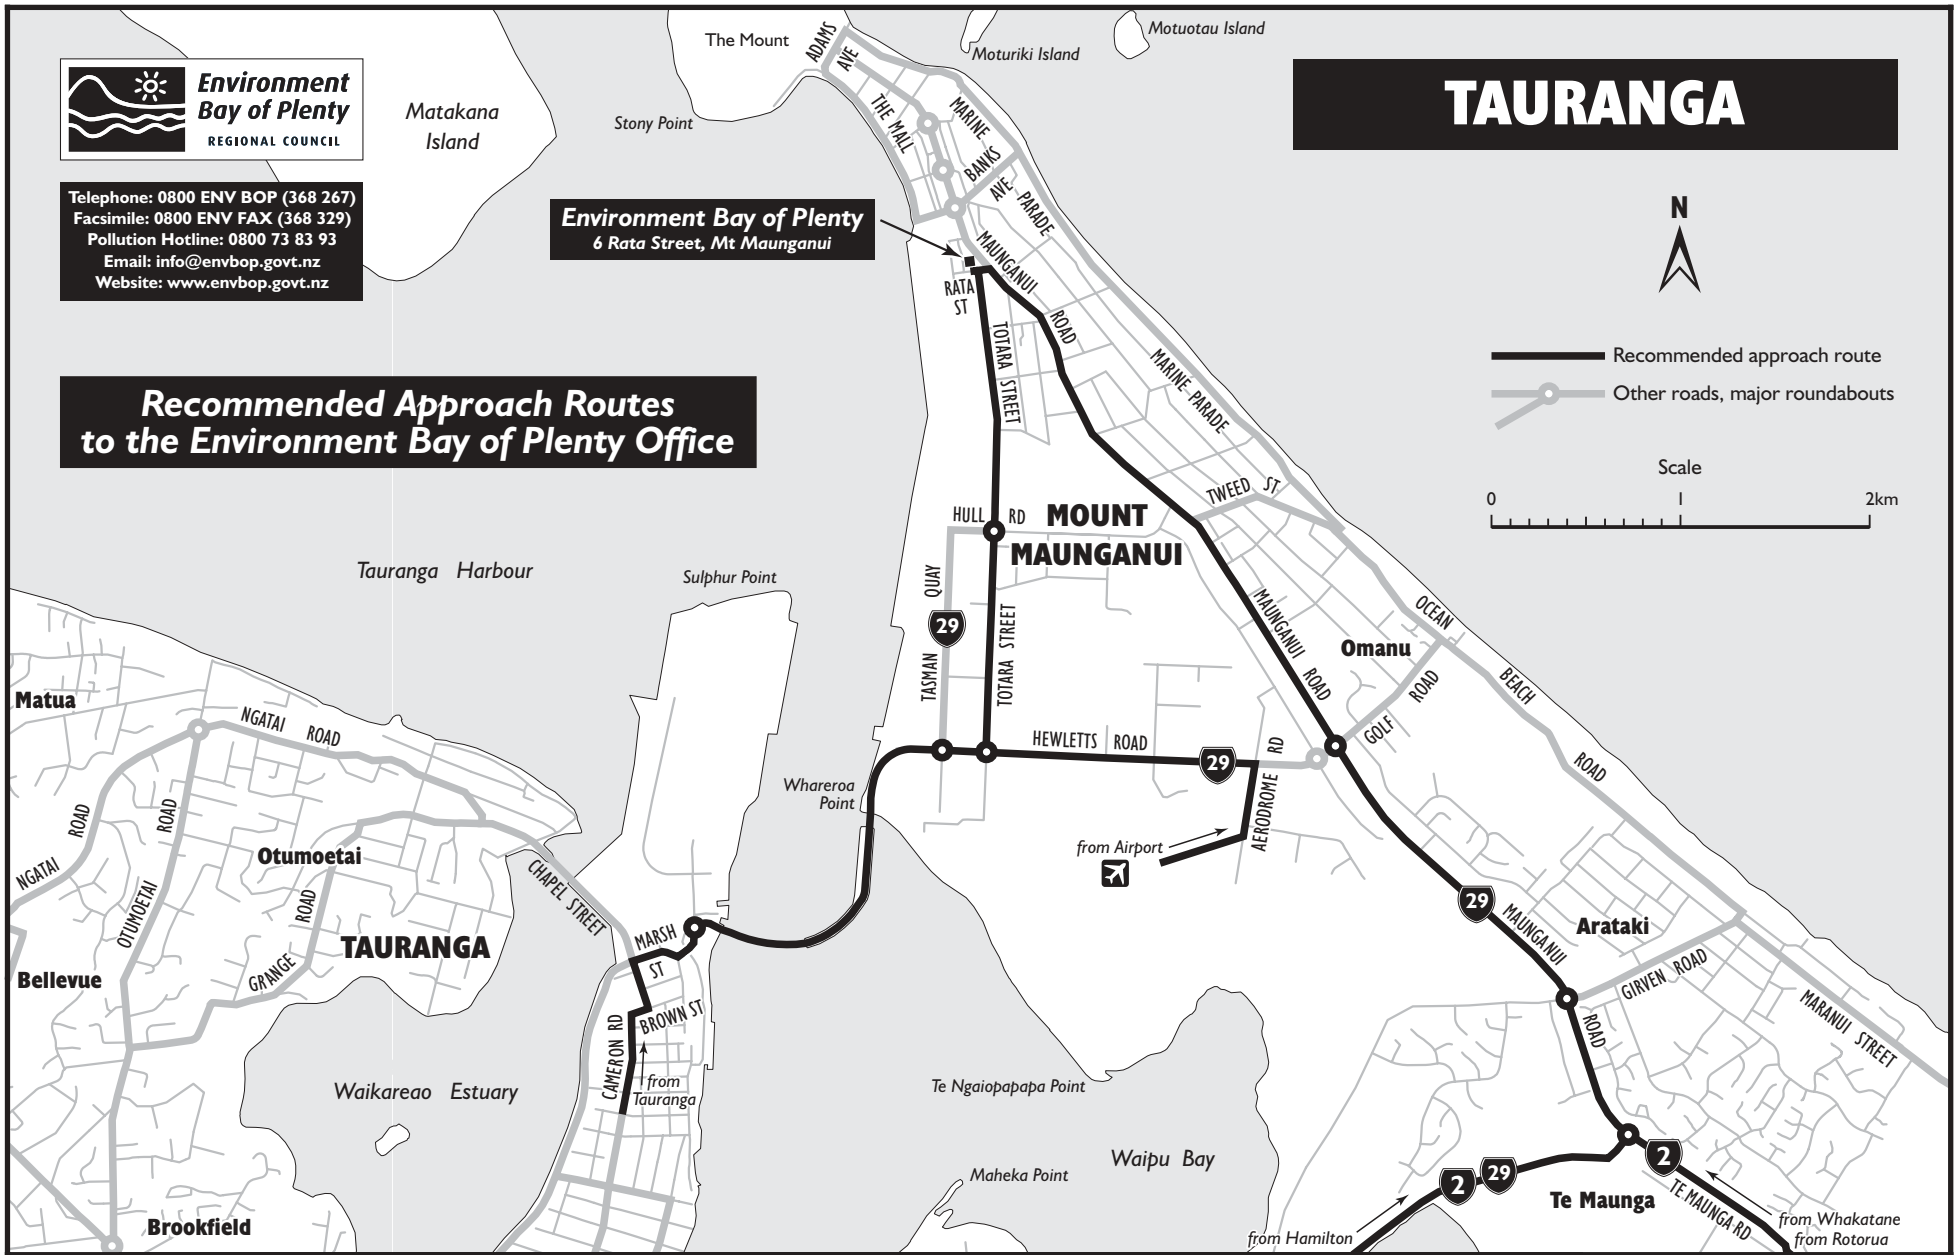 TAURANGA
Environment
Bay of Plenty
REGIONAL COUNCIL
Telephone: 0800 ENV BOP (368 267)
Facsimile: 0800 ENV FAX (368 329)
Pollution Hotline: 0800 73 83 93
Email: info@envbop.govt.nz
Website: www.envbop.govt.nz
Recommended Approach Routes
to the Environment Bay of Plenty Office
Environment Bay of Plenty
6 Rata Street, Mt Maunganui
N
Recommended approach route
Other roads, major roundabouts
Scale
0
1
2km
Matakana
Island
Stony Point
The Mount
Moturiki Island
Motuotau Island
ADAMS
AVE
THE MALL
MARINE
PARADE
BANKS
AVE
MAUNGANUI
ROAD
RATA
ST
TOTARA STREET
MARINE PARADE
TWEED ST
HULL RD
MOUNT
MAUNGANUI
Tauranga Harbour
Sulphur Point
TASMAN QUAY
29
TOTARA STREET
MAUNGANUI ROAD
Omanu
OCEAN
BEACH
ROAD
GOLF ROAD
Matua
NGATAI ROAD
HEWLETTS ROAD
29
AERODROME RD
Whareroa
Point
from Airport
NGATAI ROAD
OTUMOETAI ROAD
Otumoetai
GRANGE ROAD
CHAPEL STREET
TAURANGA
Bellevue
MARSH
ST
BROWN ST
CAMERON RD
from
Tauranga
29
MAUNGANUI
ROAD
Arataki
GIRVEN ROAD
MARANUI STREET
Waikareao Estuary
Te Ngaiopapapa Point
Waipu Bay
Maheka Point
Brookfield
2
29
2
Te Maunga
TE MAUNGA RD
from Hamilton
from Whakatane
from Rotorua